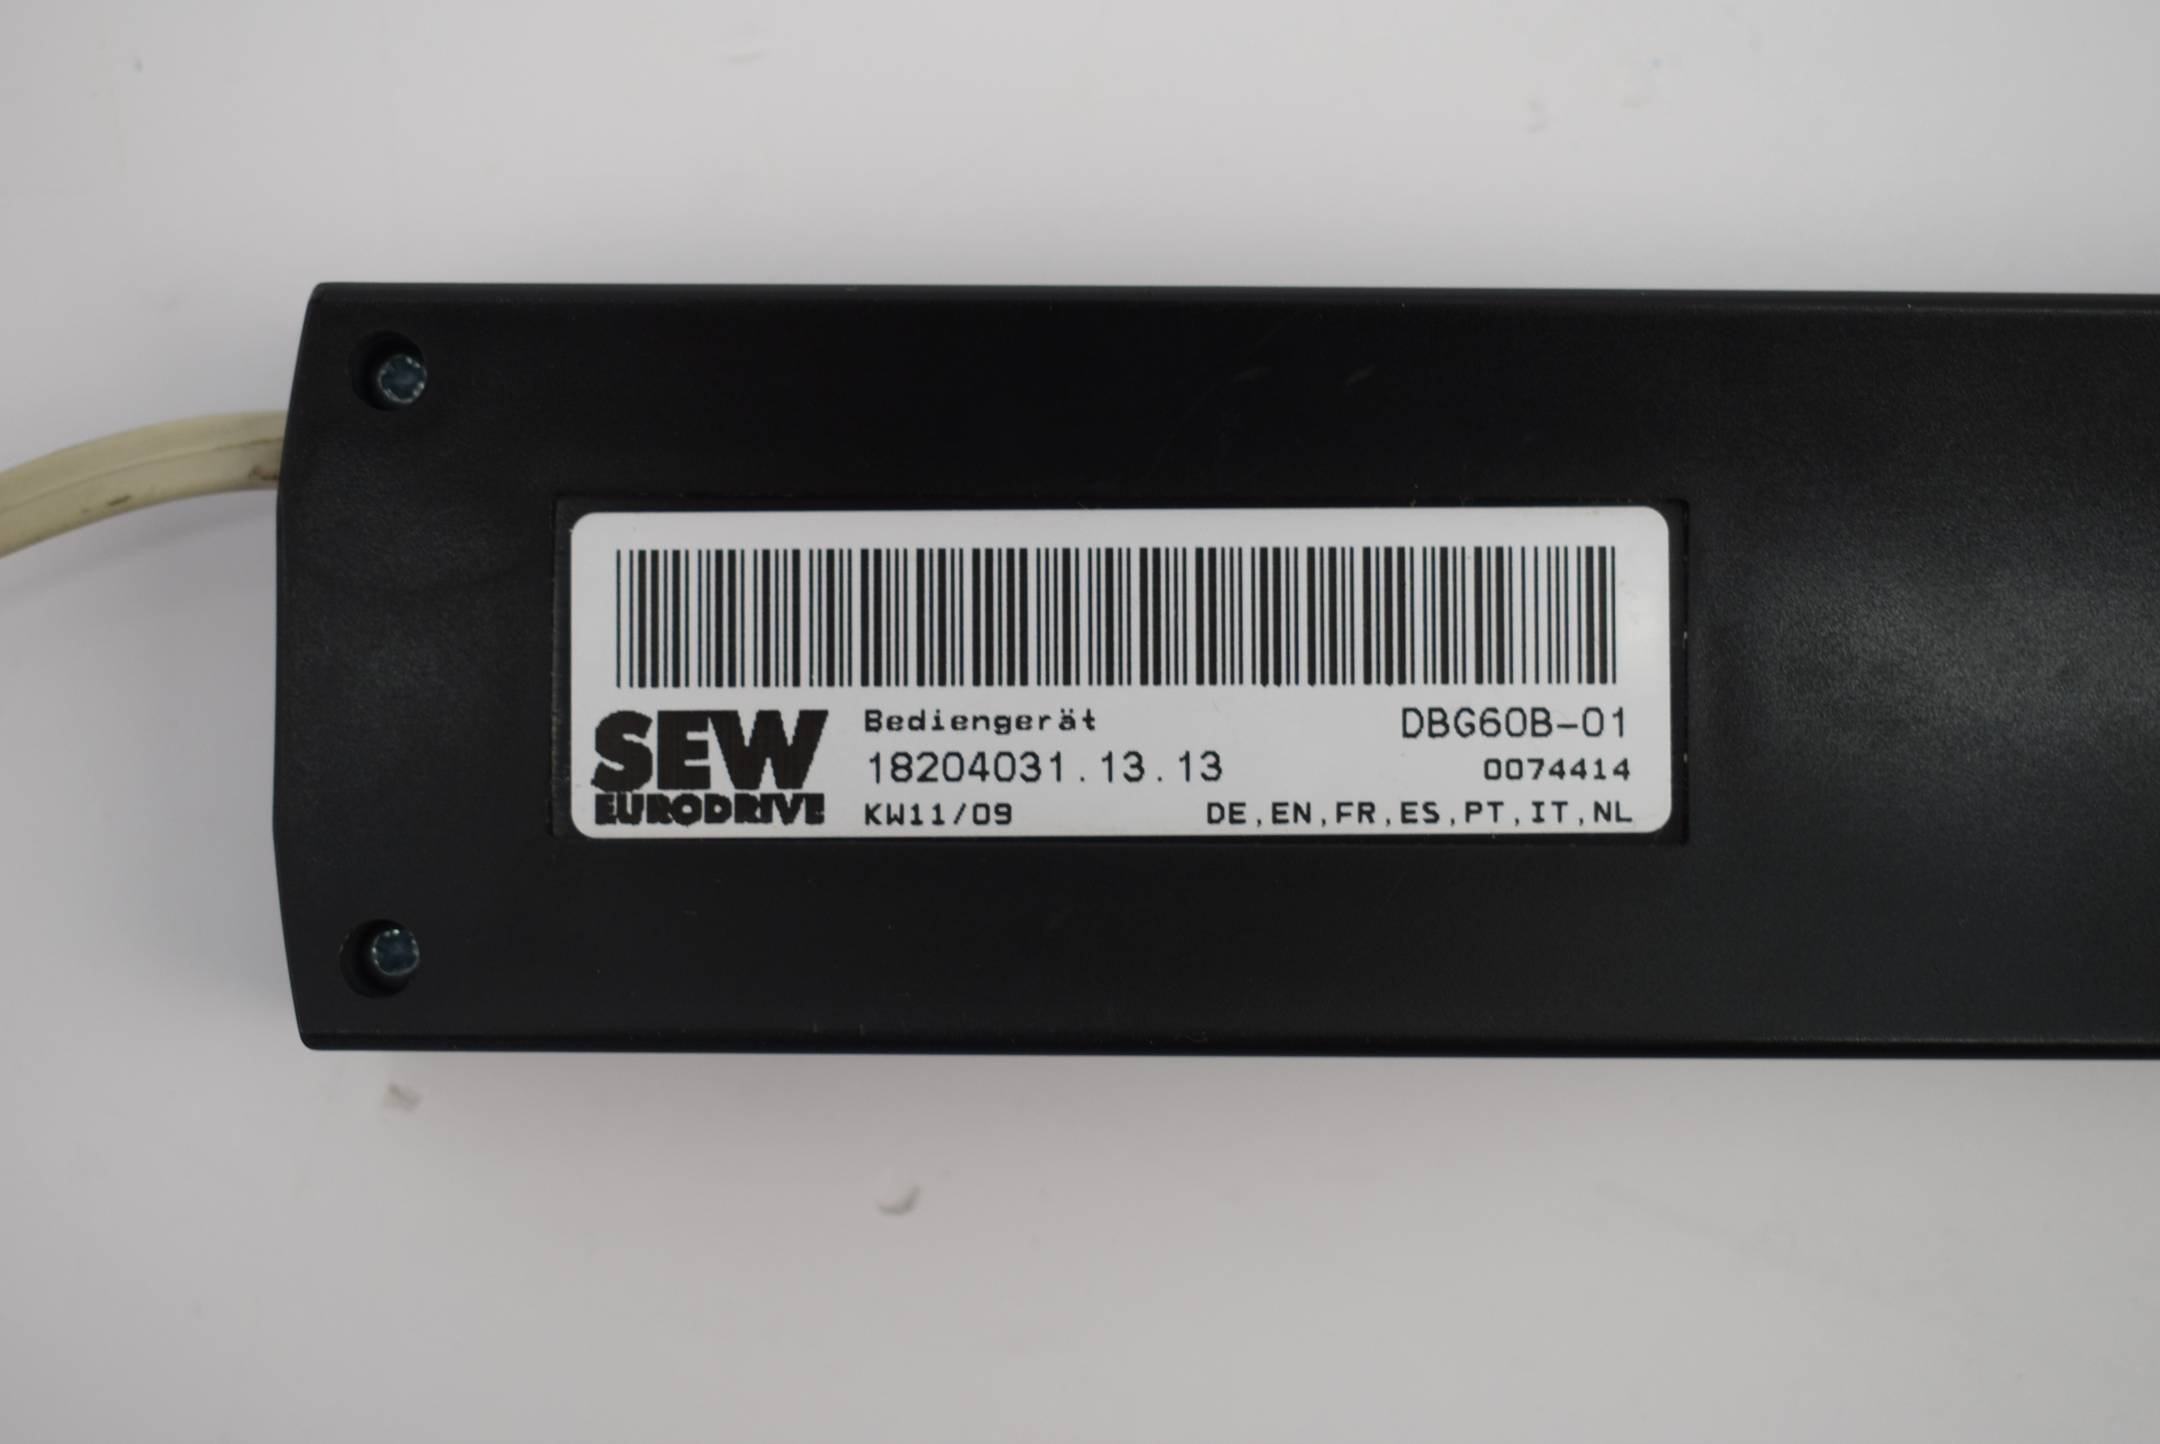 SEW
EURODRIVE
Bediengerät
DBG60B-01
18204031.13.13
0074414
KW11/09
DE,EN,FR,ES,PT,IT,NL